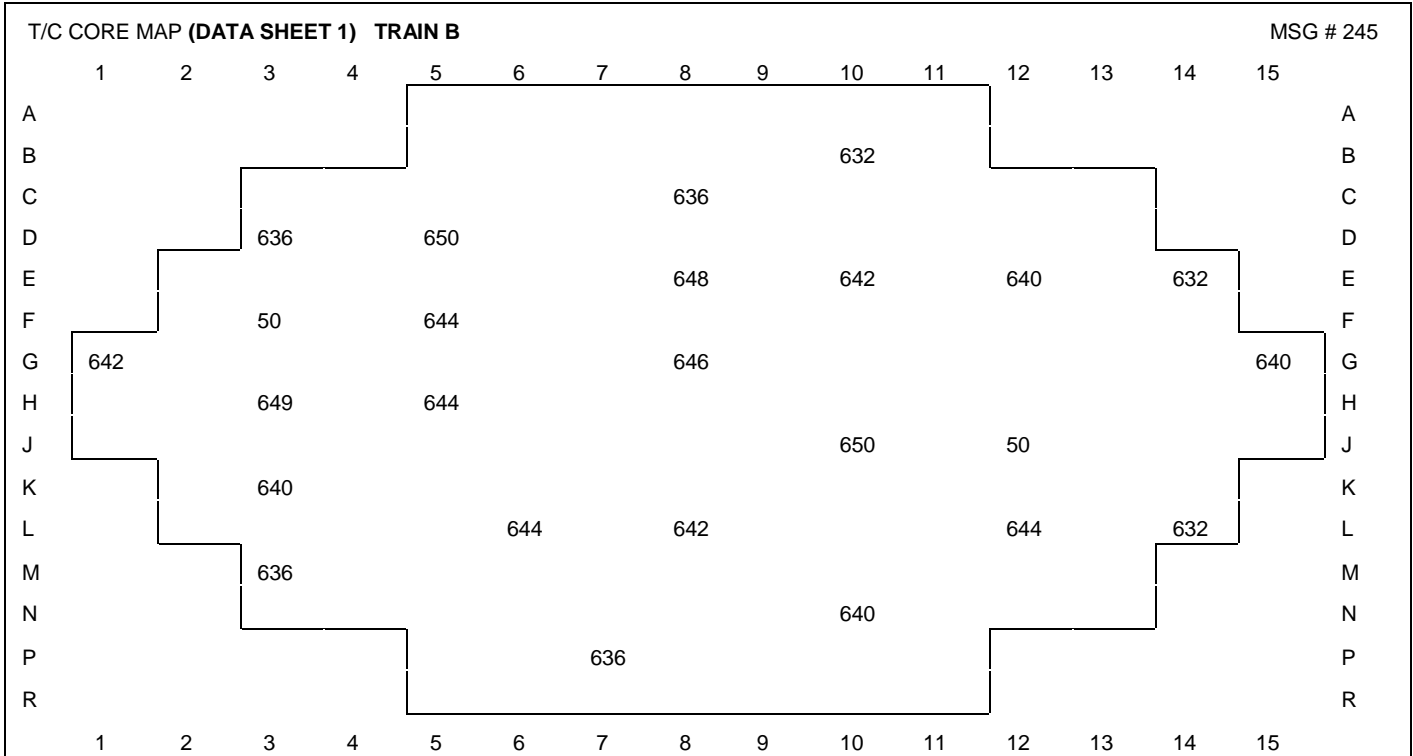 T/C CORE MAP (DATA SHEET 1) TRAIN B MSG # 245
1 2 3 4 5 6 7 8 9 10 11 12 13 14 15
A A
B 632 B
C 636 C
D 636 650 D
E 648 642 640 632 E
F 50 644 F
G 642 646 640 G
H 649 644 H
J 650 50 J
K 640 K
L 644 642 644 632 L
M 636 M
N 640 N
P 636 P
R R
1 2 3 4 5 6 7 8 9 10 11 12 13 14 15